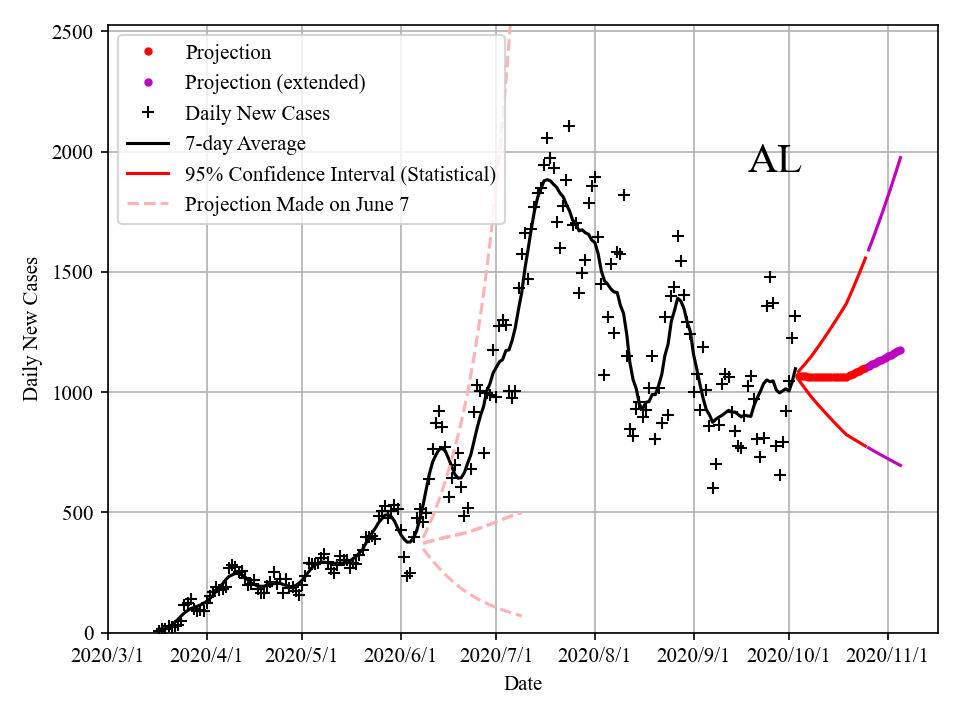 2500
2000
1500
1000
500
0
Daily New Cases
Projection
Projection (extended)
Daily New Cases
7-day Average
95% Confidence Interval (Statistical)
Projection Made on June 7
AL
2020/3/1 2020/4/1 2020/5/1 2020/6/1 2020/7/1 2020/8/1 2020/9/1 2020/10/1 2020/11/1
Date